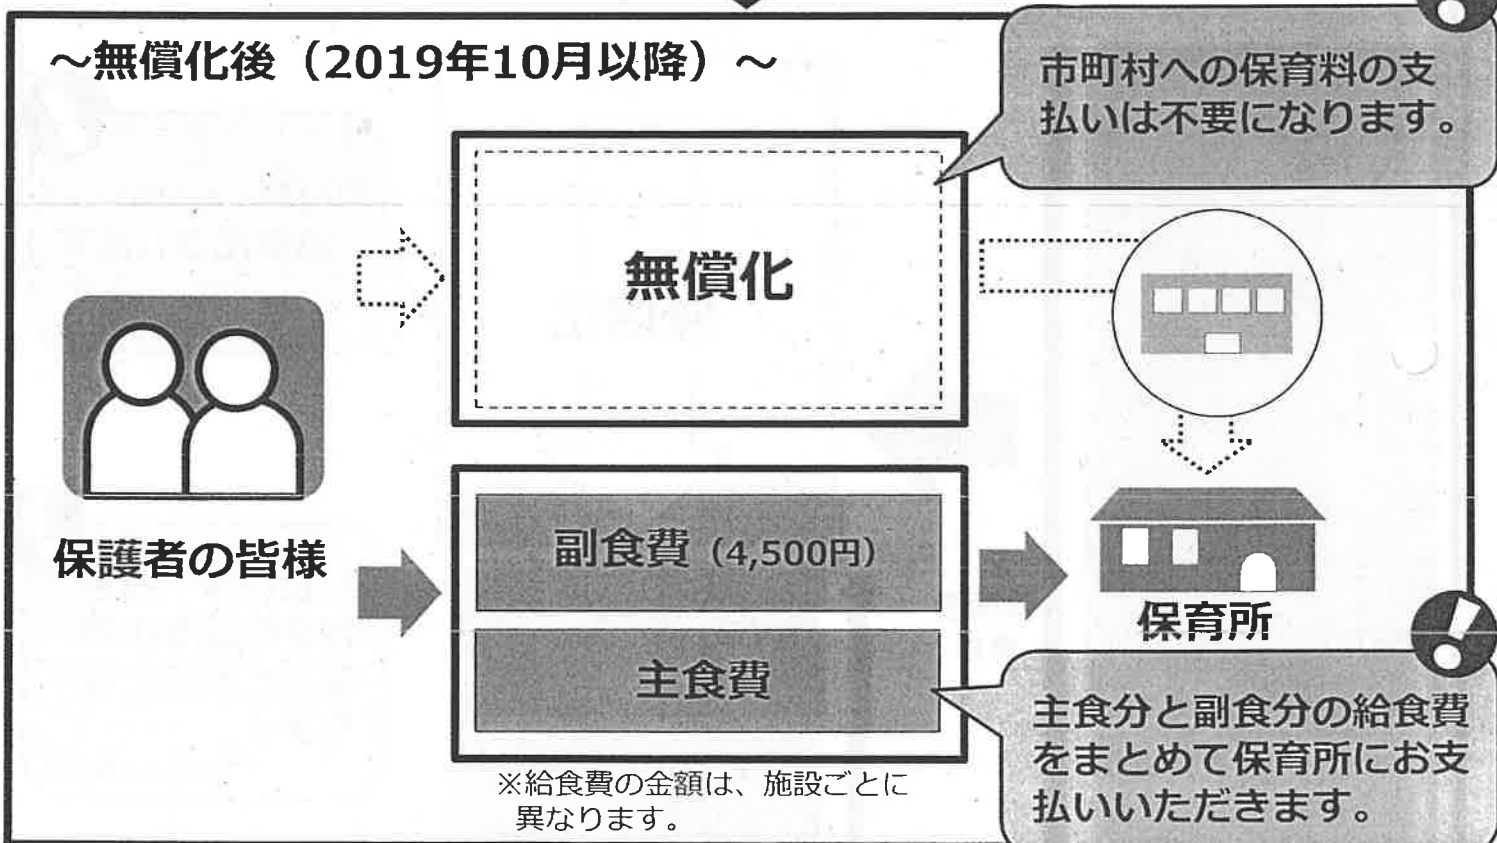 ～無償化後（2019年10月以降）～
市町村への保育料の支
払いは不要になります。
無償化
保護者の皆様
副食費（4,500円）
主食費
保育所
主食分と副食分の給食費
をまとめて保育所にお支
払いいただきます。
※給食費の金額は、施設ごとに
異なります。